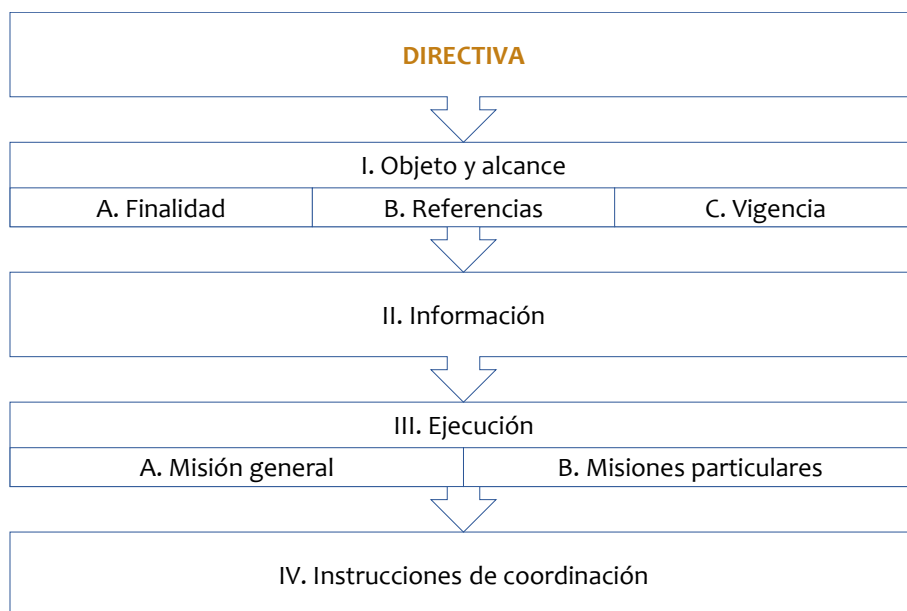 DIRECTIVA
I. Objeto y alcance
A. Finalidad
B. Referencias
C. Vigencia
II. Información
III. Ejecución
A. Misión general
B. Misiones particulares
IV. Instrucciones de coordinación